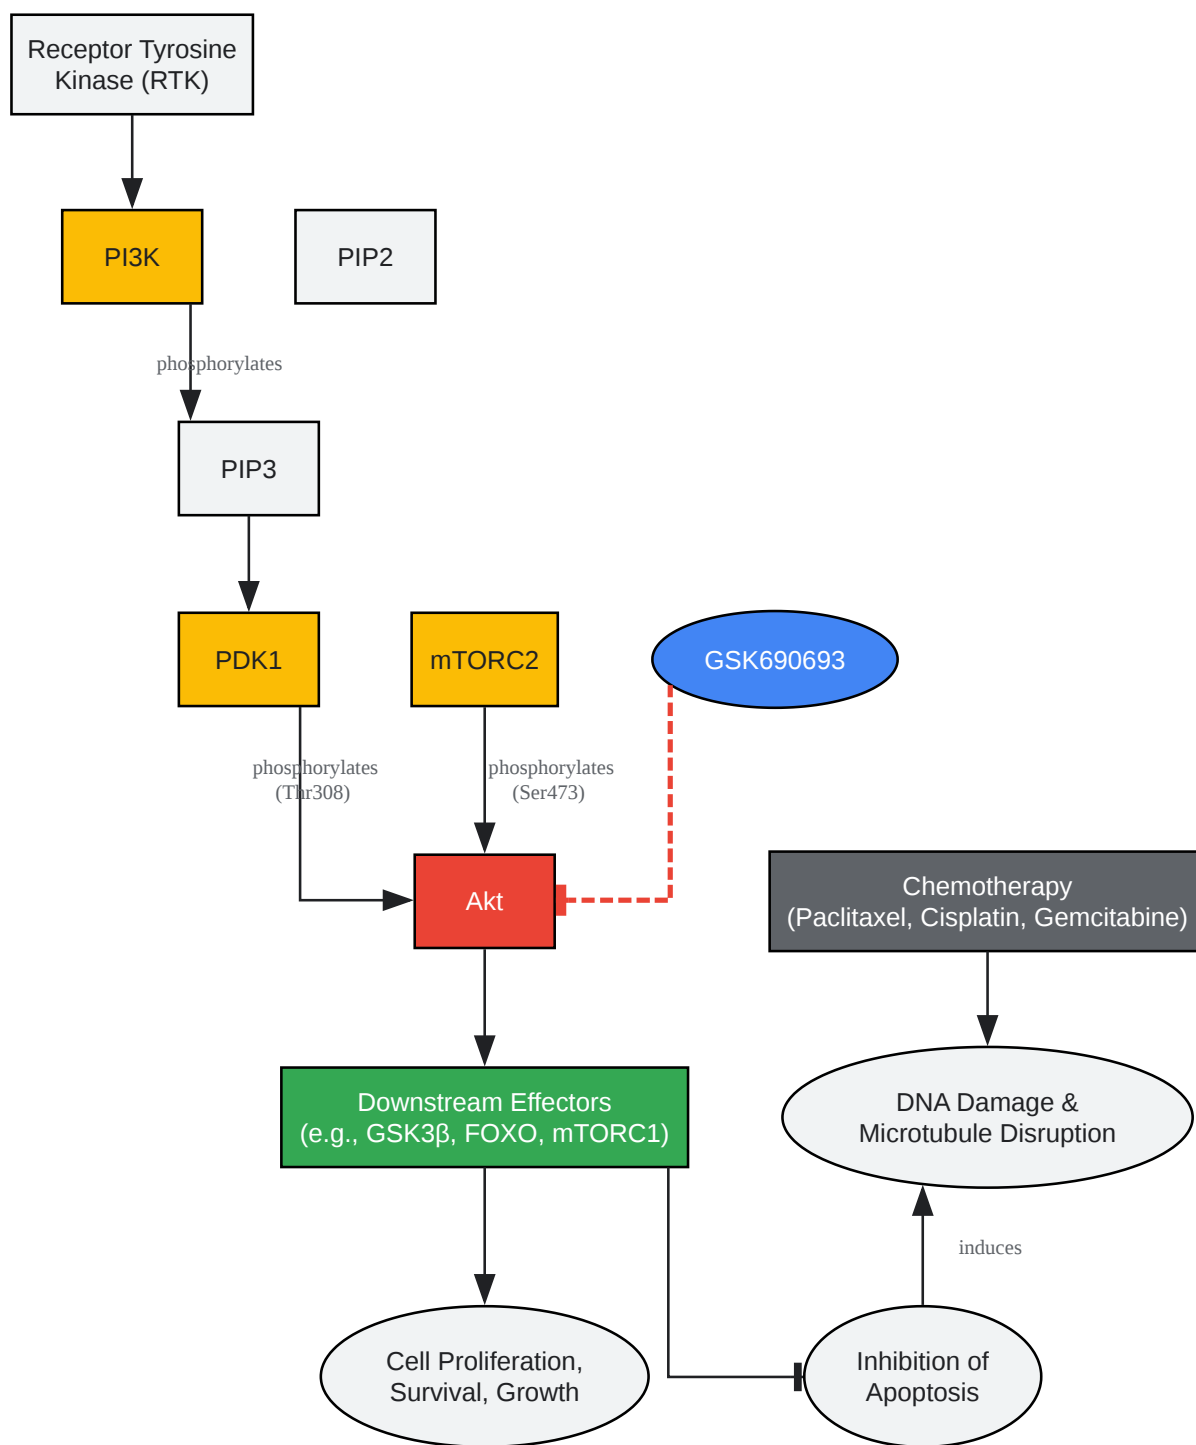 Receptor Tyrosine
Kinase (RTK)
PI3K
PIP2
phosphorylates
PIP3
PDK1
mTORC2
GSK690693
phosphorylates
(Thr308)
phosphorylates
(Ser473)
Akt
Chemotherapy
(Paclitaxel, Cisplatin, Gemcitabine)
Downstream Effectors
(e.g., GSK3β, FOXO, mTORC1)
DNA Damage &
Microtubule Disruption
induces
Cell Proliferation,
Survival, Growth
Inhibition of
Apoptosis